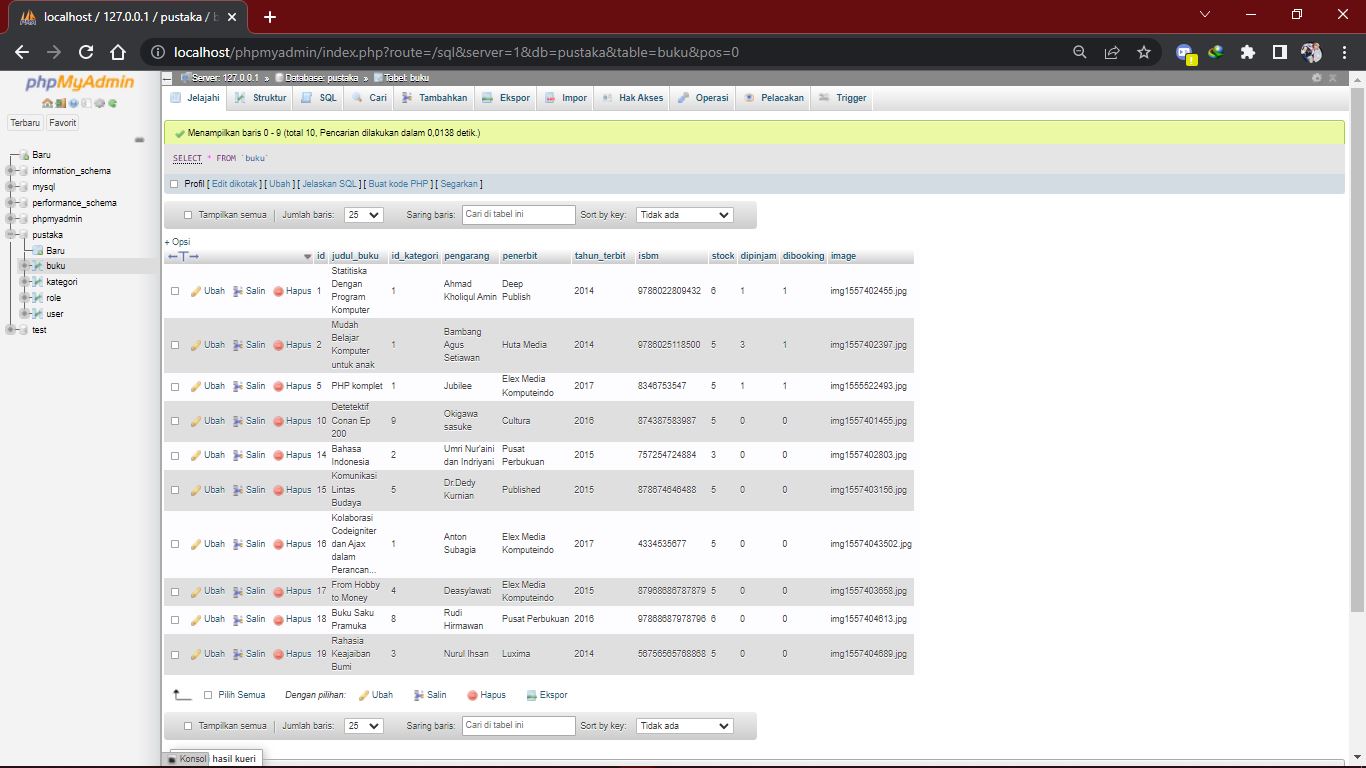 localhost / 127.0.0.1 / pustaka / b
localhost/phpmyadmin/index.php?route=/sql&server=1&db=pustaka&table=buku&pos=0
phpMyAdmin
Terbaru Favorit
Baru
information_schema
mysql
performance_schema
phpmyadmin
pustaka
Baru
buku
kategori
role
user
test
Server: 127.0.0.1 » Database: pustaka » Tabel: buku
Jelajahi Struktur SQL Cari Tambahkan Ekspor Impor Hak Akses Operasi Pelacakan Trigger
Menampilkan baris 0 - 9 (total 10, Pencarian dilakukan dalam 0,0138 detik.)
SELECT * FROM `buku`
Profil [ Edit dikotak ] [ Ubah ] [ Jelaskan SQL ] [ Buat kode PHP ] [ Segarkan ]
Tampilkan semua | Jumlah baris: 25 Saring baris: Cari di tabel ini Sort by key: Tidak ada
+ Opsi
←T→ id judul_buku id_kategori pengarang penerbit tahun_terbit isbm stock dipinjam dibooking image
Statitiska
Dengan
Program
Komputer
Ubah Salin Hapus 1 1 Ahmad Kholiqul Amin Deep Publish 2014 9786022809432 6 1 1 img1557402455.jpg
Mudah
Belajar
Komputer
untuk anak
Ubah Salin Hapus 2 1 Bambang Agus Setiawan Huta Media 2014 9786025118500 5 3 1 img1557402397.jpg
Ubah Salin Hapus 5 PHP komplet 1 Jubilee Elex Media Komputeindo 2017 8346753547 5 1 1 img1555522493.jpg
Detetektif
Conan Ep
200
Ubah Salin Hapus 10 9 Okigawa sasuke Cultura 2016 874387583987 5 0 0 img1557401455.jpg
Bahasa
Indonesia
Ubah Salin Hapus 14 2 Umri Nur'aini dan Indriyani Pusat Perbukuan 2015 757254724884 3 0 0 img1557402803.jpg
Komunikasi
Lintas
Budaya
Ubah Salin Hapus 15 5 Dr.Dedy Kurnian Published 2015 878674646488 5 0 0 img1557403156.jpg
Kolaborasi
Codeigniter
dan Ajax
dalam
Perancan...
Ubah Salin Hapus 16 1 Anton Subagia Elex Media Komputeindo 2017 4334535677 5 0 0 img15574043502.jpg
From Hobby
to Money
Ubah Salin Hapus 17 4 Deasylawati Elex Media Komputeindo 2015 87968686787879 5 0 0 img1557403658.jpg
Buku Saku
Pramuka
Ubah Salin Hapus 18 8 Rudi Hirmawan Pusat Perbukuan 2016 97868687978796 6 0 0 img1557404613.jpg
Rahasia
Keajaiban
Bumi
Ubah Salin Hapus 19 3 Nurul Ihsan Luxima 2014 56756565768868 5 0 0 img1557404689.jpg
Pilih Semua Dengan pilihan: Ubah Salin Hapus Ekspor
Tampilkan semua | Jumlah baris: 25 Saring baris: Cari di tabel ini Sort by key: Tidak ada
Konsol hasil kueri